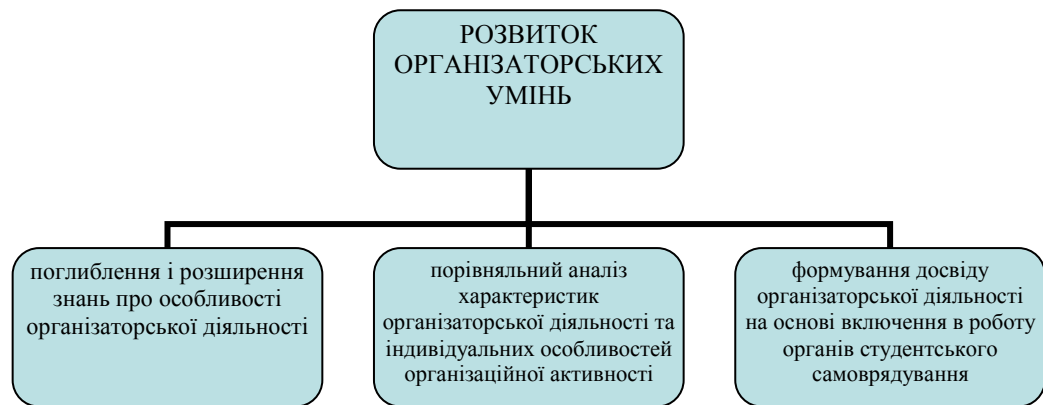 РОЗВИТОК
ОРГАНІЗАТОРСЬКИХ
УМІНЬ
поглиблення і розширення
знань про особливості
організаторської діяльності
порівняльний аналіз
характеристик
організаторської діяльності та
індивідуальних особливостей
організаційної активності
формування досвіду
організаторської діяльності
на основі включення в роботу
органів студентського
самоврядування